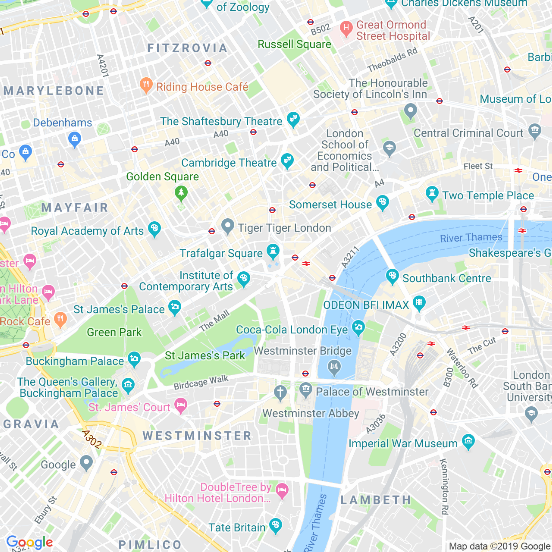 of Zoology
Charles Dickens Museum
B502
A201
FITZROVIA
Russell Square
Great Ormond
Street Hospital
A4201
Theobalds Rd
Barbi
MARYLEBONE
Riding House Café
The Honourable
Society of Lincoln's Inn
Museum of Lo
Debenhams
The Shaftesbury Theatre
A40
A40
London
School of
Economics
and Political...
Central Criminal Court
Co
Cambridge Theatre
Fleet St
Golden Square
A4
One
MAYFAIR
Somerset House
Two Temple Place
Royal Academy of Arts
Tiger Tiger London
River Thames
Trafalgar Square
A3211
Shakespeare's G
on Hilton
ark Lane
Institute of
Contemporary Arts
Southbank Centre
St James's Palace
ODEON BFI IMAX
Rock Cafe
The Mall
Green Park
Coca-Cola London Eye
A3200
The Cut
Buckingham Palace
St James's Park
Westminster Bridge
Waterloo Rd
B300
The Queen's Gallery,
Buckingham Palace
Birdcage Walk
Palace of Westminster
London
South Bank
University
St. James' Court
Westminster Abbey
A3036
GRAVIA
A302
WESTMINSTER
Imperial War Museum
Google
Kennington Rd
DoubleTree by
Hilton Hotel London...
LAMBETH
Ebury St
River Thames
Tate Britain
PIMLICO
Google
Map data ©2019 Google